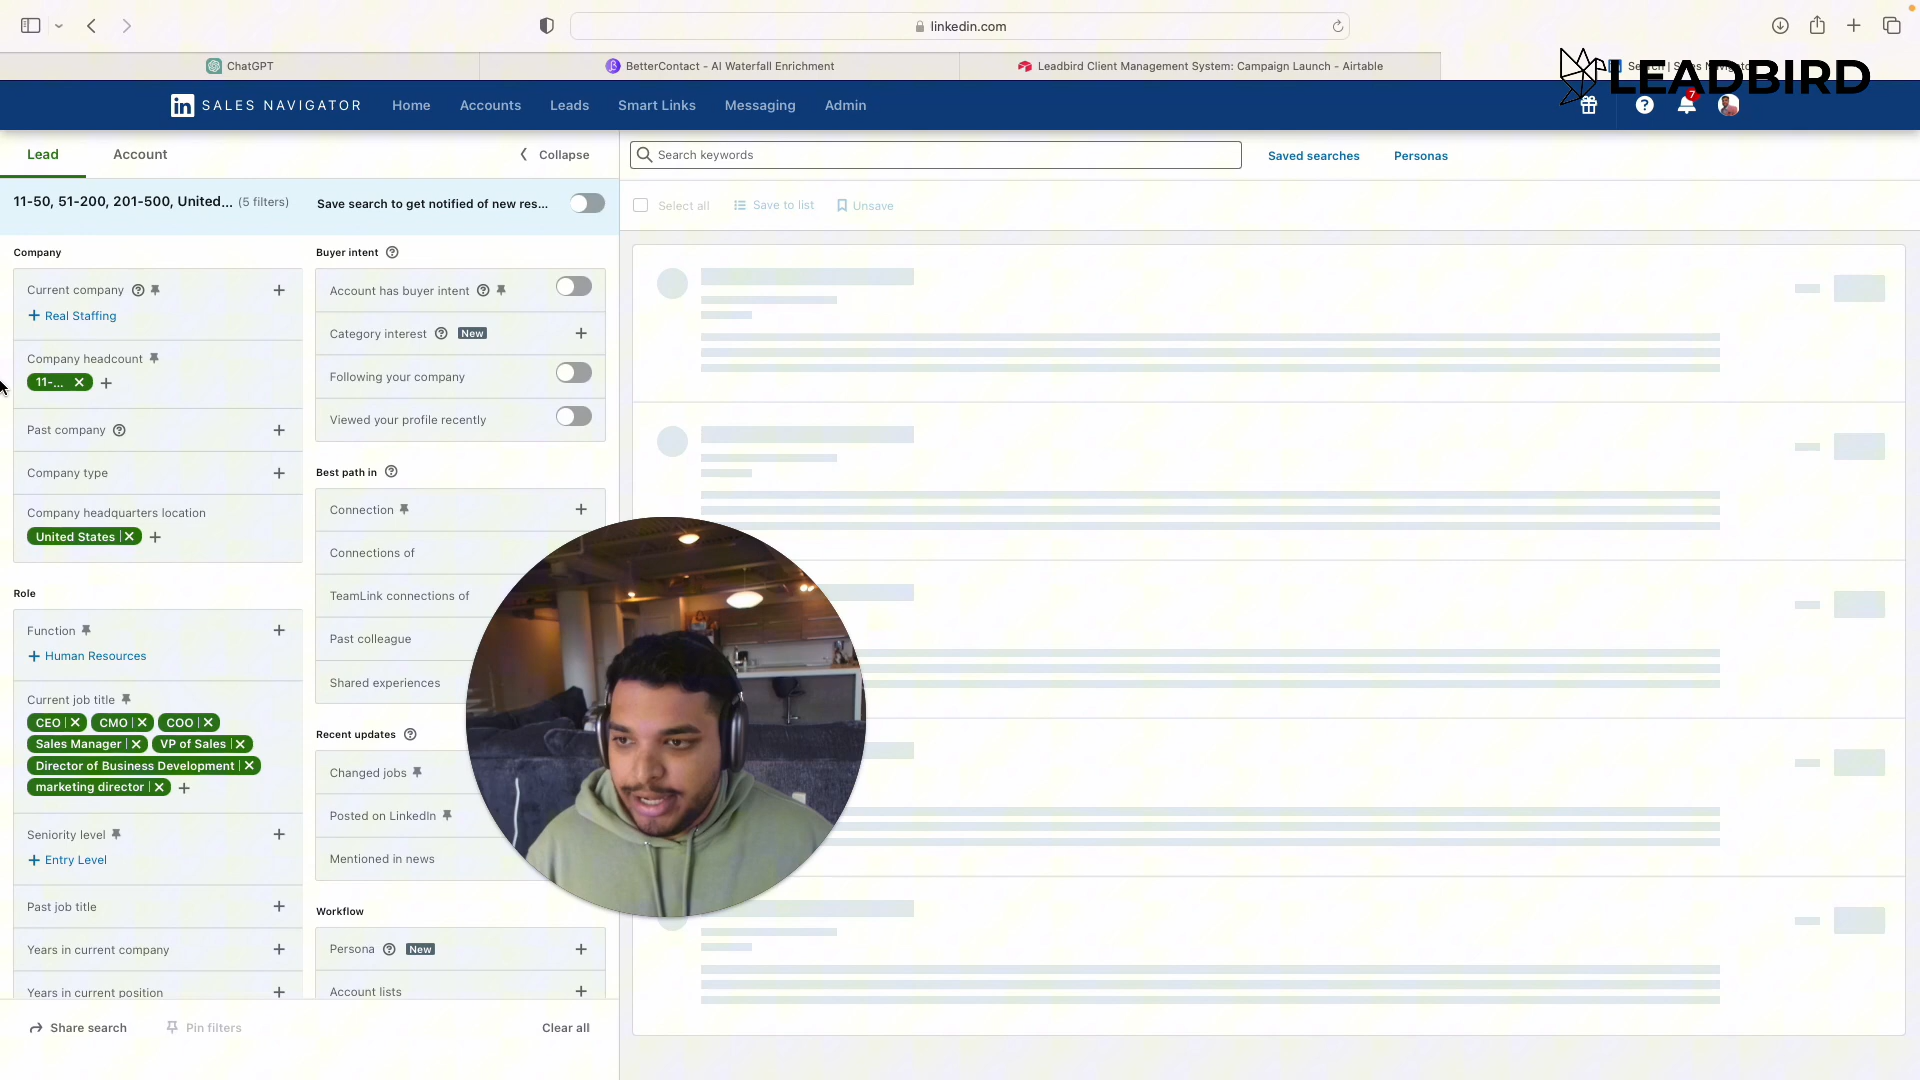 linkedin.com
ChatGPT
BetterContact - AI Waterfall Enrichment
Leadbird Client Management System: Campaign Launch - Airtable
LEADBIRD
in SALES NAVIGATOR
Home
Accounts
Leads
Smart Links
Messaging
Admin
7
Lead
Account
Collapse
Search keywords
Saved searches
Personas
11-50, 51-200, 201-500, United... (5 filters)
Save search to get notified of new res...
Select all
Save to list
Unsave
Company
Current company
+ Real Staffing
Company headcount
11-...
Past company
Company type
Company headquarters location
United States
Role
Function
+ Human Resources
Current job title
CEO
CMO
COO
Sales Manager
VP of Sales
Director of Business Development
marketing director
Seniority level
+ Entry Level
Past job title
Years in current company
Years in current position
Buyer intent
Account has buyer intent
Category interest New
Following your company
Viewed your profile recently
Best path in
Connection
Connections of
TeamLink connections of
Past colleague
Shared experiences
Recent updates
Changed jobs
Posted on LinkedIn
Mentioned in news
Workflow
Persona New
Account lists
Share search
Pin filters
Clear all